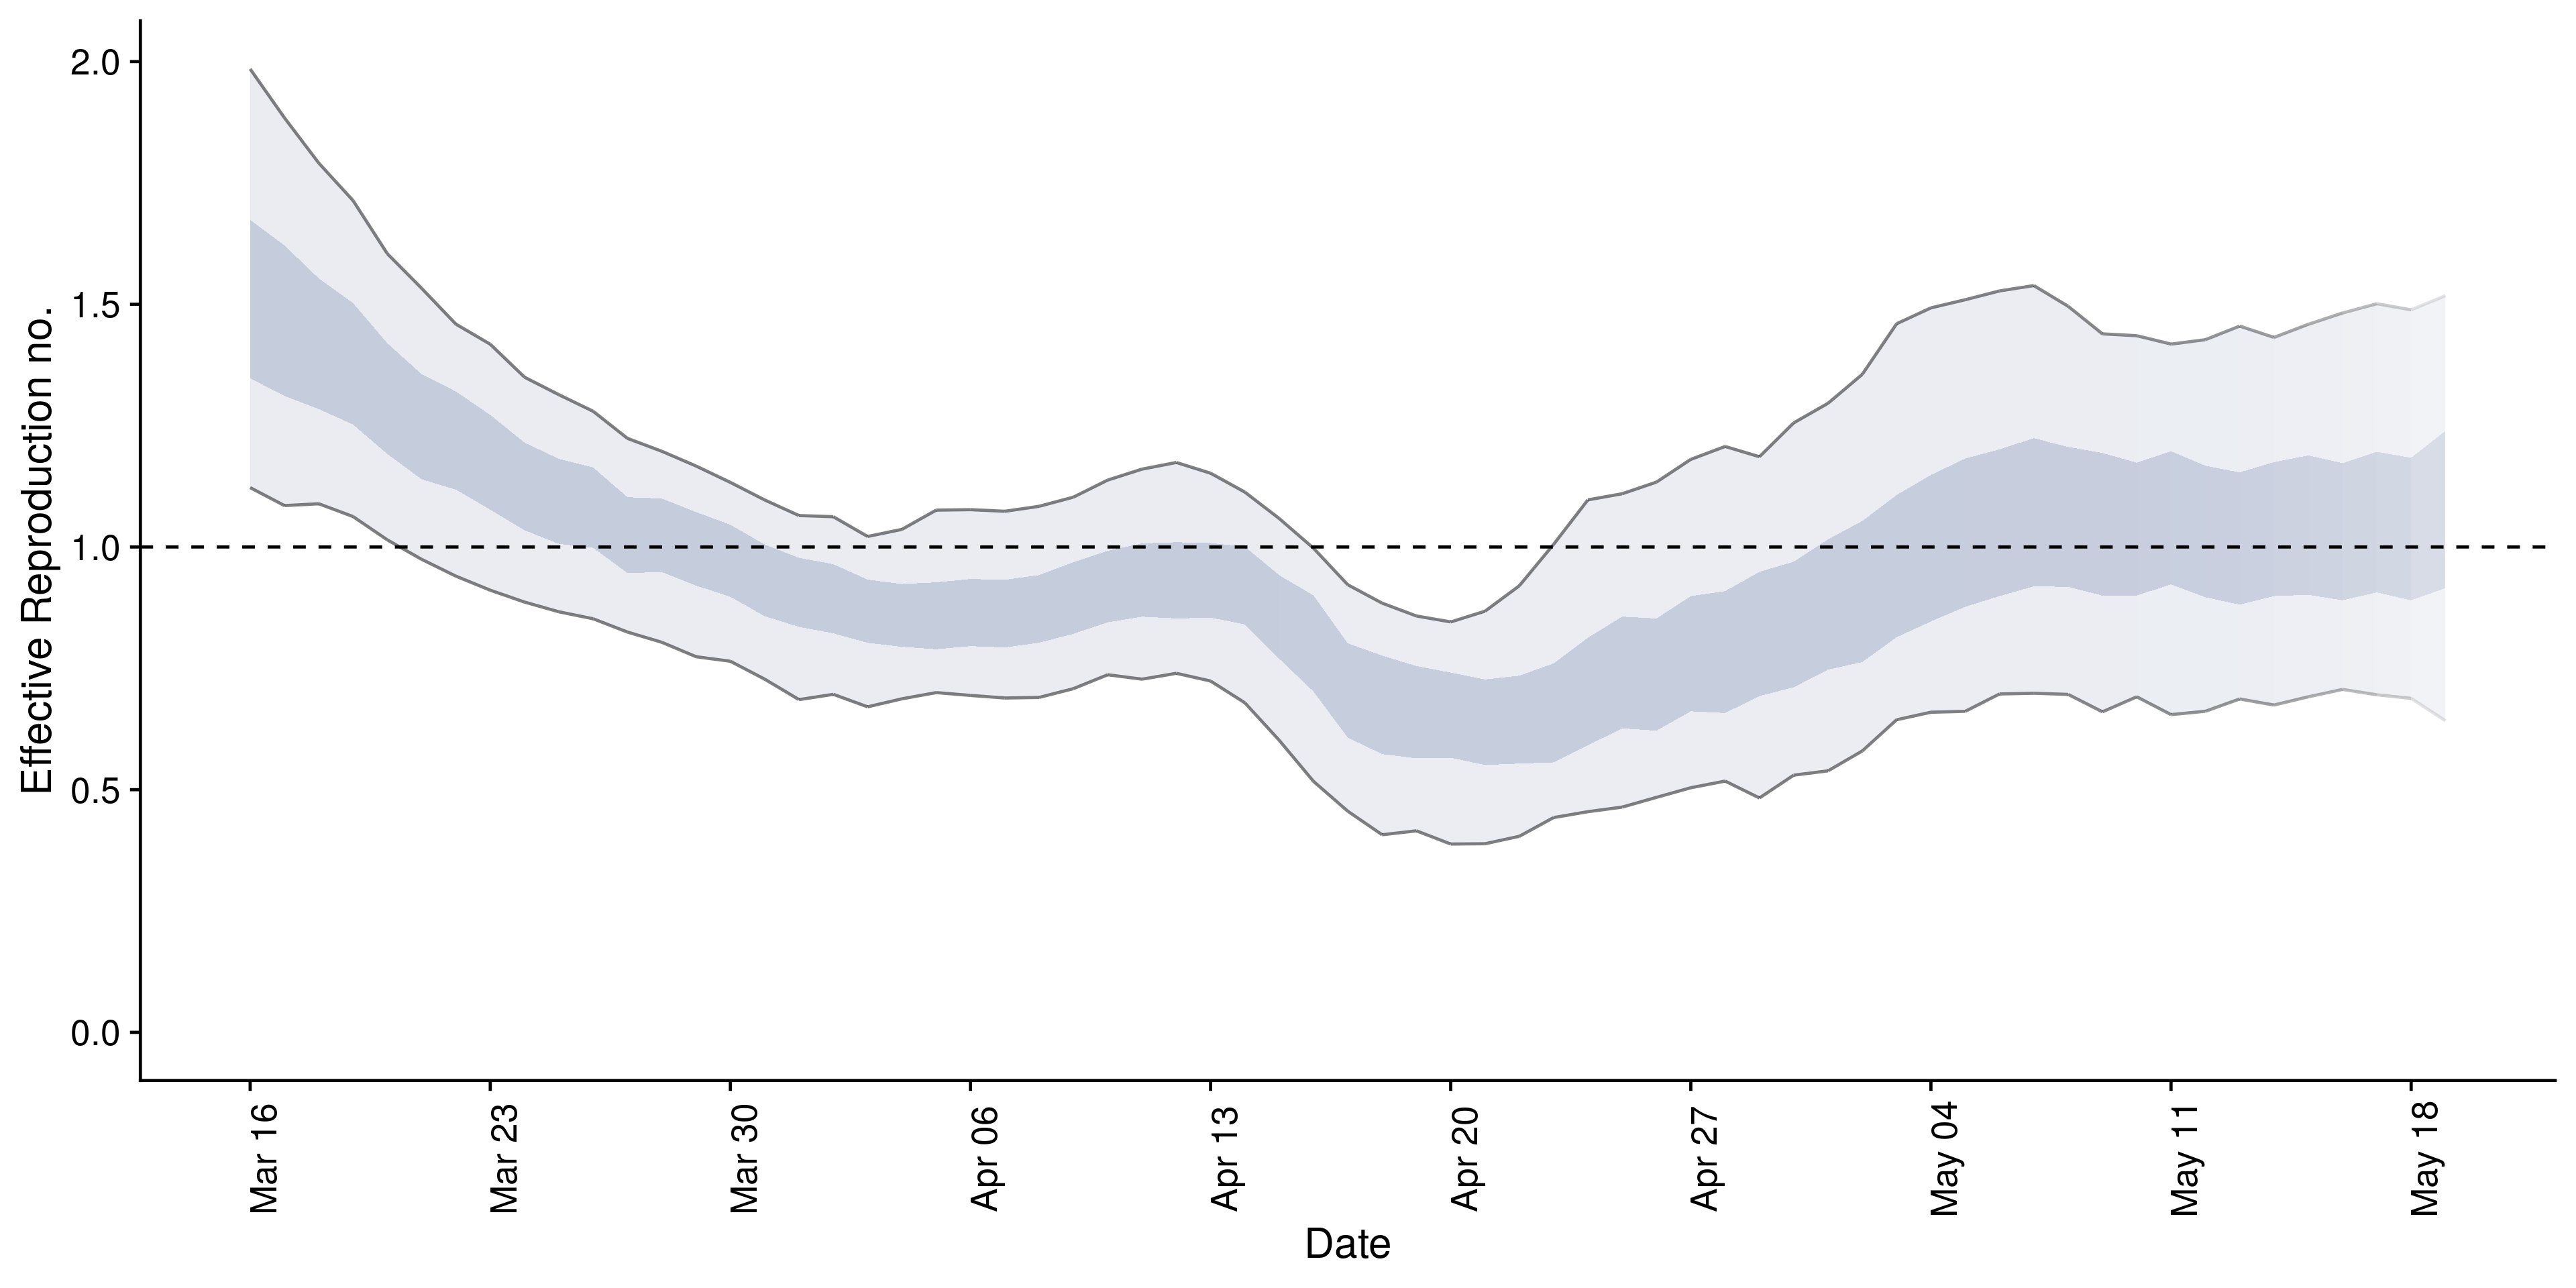 Effective Reproduction no.
2.0
1.5
1.0
0.5
0.0
Mar 16
Mar 23
Mar 30
Apr 06
Apr 13
Apr 20
Apr 27
May 04
May 11
May 18
Date